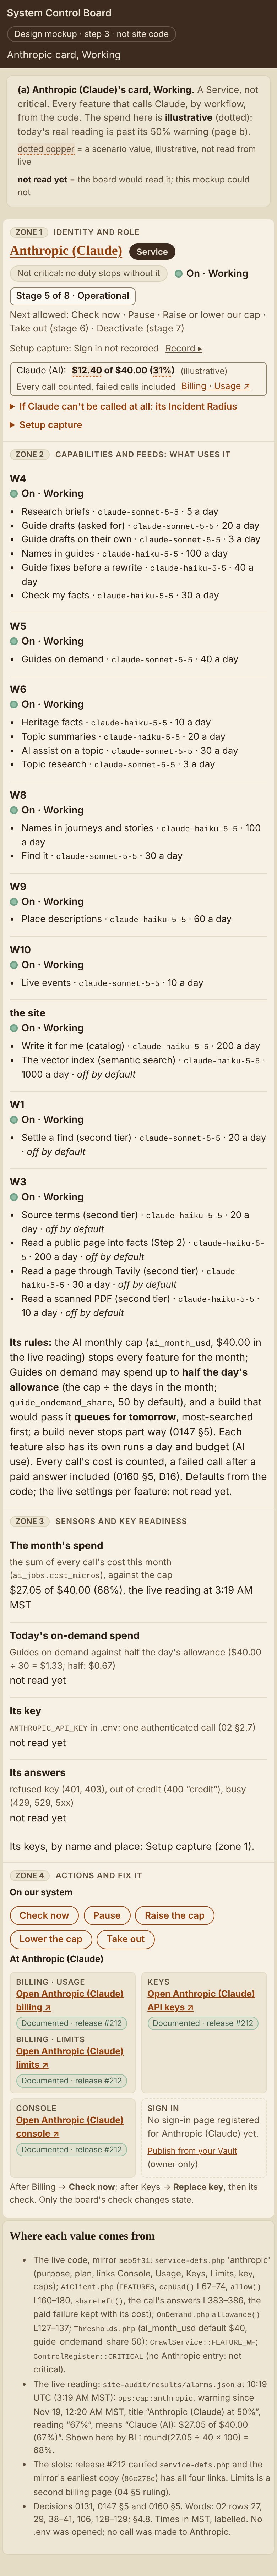 System Control Board
Design mockup · step 3 · not site code
Anthropic card, Working
(a) Anthropic (Claude)'s card, Working. A Service, not
critical. Every feature that calls Claude, by workflow,
from the code. The spend here is illustrative (dotted):
today's real reading is past its 50% warning (page b).
dotted copper = a scenario value, illustrative, not read from
live
not read yet = the board would read it; this mockup could
not
ZONE 1 IDENTITY AND ROLE
Anthropic (Claude) Service
Not critical: no duty stops without it On · Working
Stage 5 of 8 · Operational
Next allowed: Check now · Pause · Raise or lower our cap ·
Take out (stage 6) · Deactivate (stage 7)
Setup capture: Sign in not recorded Record ▸
Claude (AI): $12.40 of $40.00 (31%) (illustrative)
Every call counted, failed calls included Billing · Usage ↗
▸ If Claude can't be called at all: its Incident Radius
▸ Setup capture
ZONE 2 CAPABILITIES AND FEEDS: WHAT USES IT
W4
On · Working
• Research briefs · claude-sonnet-5-5 · 5 a day
• Guide drafts (asked for) · claude-sonnet-5-5 · 20 a day
• Guide drafts on their own · claude-sonnet-5-5 · 3 a day
• Names in guides · claude-haiku-5-5 · 100 a day
• Guide fixes before a rewrite · claude-haiku-5-5 · 40 a
day
• Check my facts · claude-haiku-5-5 · 30 a day
W5
On · Working
• Guides on demand · claude-sonnet-5-5 · 40 a day
W6
On · Working
• Heritage facts · claude-haiku-5-5 · 10 a day
• Topic summaries · claude-haiku-5-5 · 20 a day
• AI assist on a topic · claude-sonnet-5-5 · 30 a day
• Topic research · claude-sonnet-5-5 · 3 a day
W8
On · Working
• Names in journeys and stories · claude-haiku-5-5 · 100
a day
• Find it · claude-sonnet-5-5 · 30 a day
W9
On · Working
• Place descriptions · claude-haiku-5-5 · 60 a day
W10
On · Working
• Live events · claude-sonnet-5-5 · 10 a day
the site
On · Working
• Write it for me (catalog) · claude-haiku-5-5 · 200 a day
• The vector index (semantic search) · claude-haiku-5-5 ·
1000 a day · off by default
W1
On · Working
• Settle a find (second tier) · claude-sonnet-5-5 · 20 a day
· off by default
W3
On · Working
• Source terms (second tier) · claude-haiku-5-5 · 20 a
day · off by default
• Read a public page into facts (Step 2) · claude-haiku-5-
5 · 200 a day · off by default
• Read a page through Tavily (second tier) · claude-
haiku-5-5 · 30 a day · off by default
• Read a scanned PDF (second tier) · claude-haiku-5-5 ·
10 a day · off by default
Its rules: the AI monthly cap (ai_month_usd, $40.00 in
the live reading) stops every feature for the month;
Guides on demand may spend up to half the day's
allowance (the cap ÷ the days in the month;
guide_ondemand_share, 50 by default), and a build that
would pass it queues for tomorrow, most-searched
first; a build never stops part way (0147 §5). Each
feature also has its own runs a day and budget (AI
use). Every call's cost is counted, a failed call after a
paid answer included (0160 §5, D16). Defaults from the
code; the live settings per feature: not read yet.
ZONE 3 SENSORS AND KEY READINESS
The month's spend
the sum of every call's cost this month
(ai_jobs.cost_micros), against the cap
$27.05 of $40.00 (68%), the live reading at 3:19 AM
MST
Today's on-demand spend
Guides on demand against half the day's allowance ($40.00
÷ 30 = $1.33; half: $0.67)
not read yet
Its key
ANTHROPIC_API_KEY in .env: one authenticated call (02 §2.7)
not read yet
Its answers
refused key (401, 403), out of credit (400 “credit”), busy
(429, 529, 5xx)
not read yet
Its keys, by name and place: Setup capture (zone 1).
ZONE 4 ACTIONS AND FIX IT
On our system
Check now Pause Raise the cap
Lower the cap Take out
At Anthropic (Claude)
BILLING · USAGE
Open Anthropic (Claude)
billing ↗
Documented · release #212
BILLING · LIMITS
Open Anthropic (Claude)
limits ↗
Documented · release #212
KEYS
Open Anthropic (Claude)
API keys ↗
Documented · release #212
CONSOLE
Open Anthropic (Claude)
console ↗
Documented · release #212
SIGN IN
No sign-in page registered
for Anthropic (Claude) yet.
Publish from your Vault
(owner only)
After Billing → Check now; after Keys → Replace key, then its
check. Only the board's check changes state.
Where each value comes from
• The live code, mirror aeb5f31: service-defs.php 'anthropic'
(purpose, plan, links Console, Usage, Keys, Limits, key,
caps); AiClient.php (FEATURES, capUsd() L67–74, allow()
L160–180, shareLeft(), the call's answers L383–386, the
paid failure kept with its cost); OnDemand.php allowance()
L127–137; Thresholds.php (ai_month_usd default $40,
guide_ondemand_share 50); CrawlService::FEATURE_WF;
ControlRegister::CRITICAL (no Anthropic entry: not
critical).
• The live reading: site-audit/results/alarms.json at 10:19
UTC (3:19 AM MST): ops:cap:anthropic, warning since
Nov 19, 12:20 AM MST, title “Anthropic (Claude) at 50%”,
reading “67%”, means “Claude (AI): $27.05 of $40.00
(67%)”. Shown here by BL: round(27.05 ÷ 40 × 100) =
68%.
• The slots: release #212 carried service-defs.php and the
mirror's earliest copy (86c278d) has all four links. Limits is a
second billing page (04 §5 ruling).
• Decisions 0131, 0147 §5 and 0160 §5. Words: 02 rows 27,
29, 38–41, 106, 128–129; §4.8. Times in MST, labelled. No
.env was opened; no call was made to Anthropic.